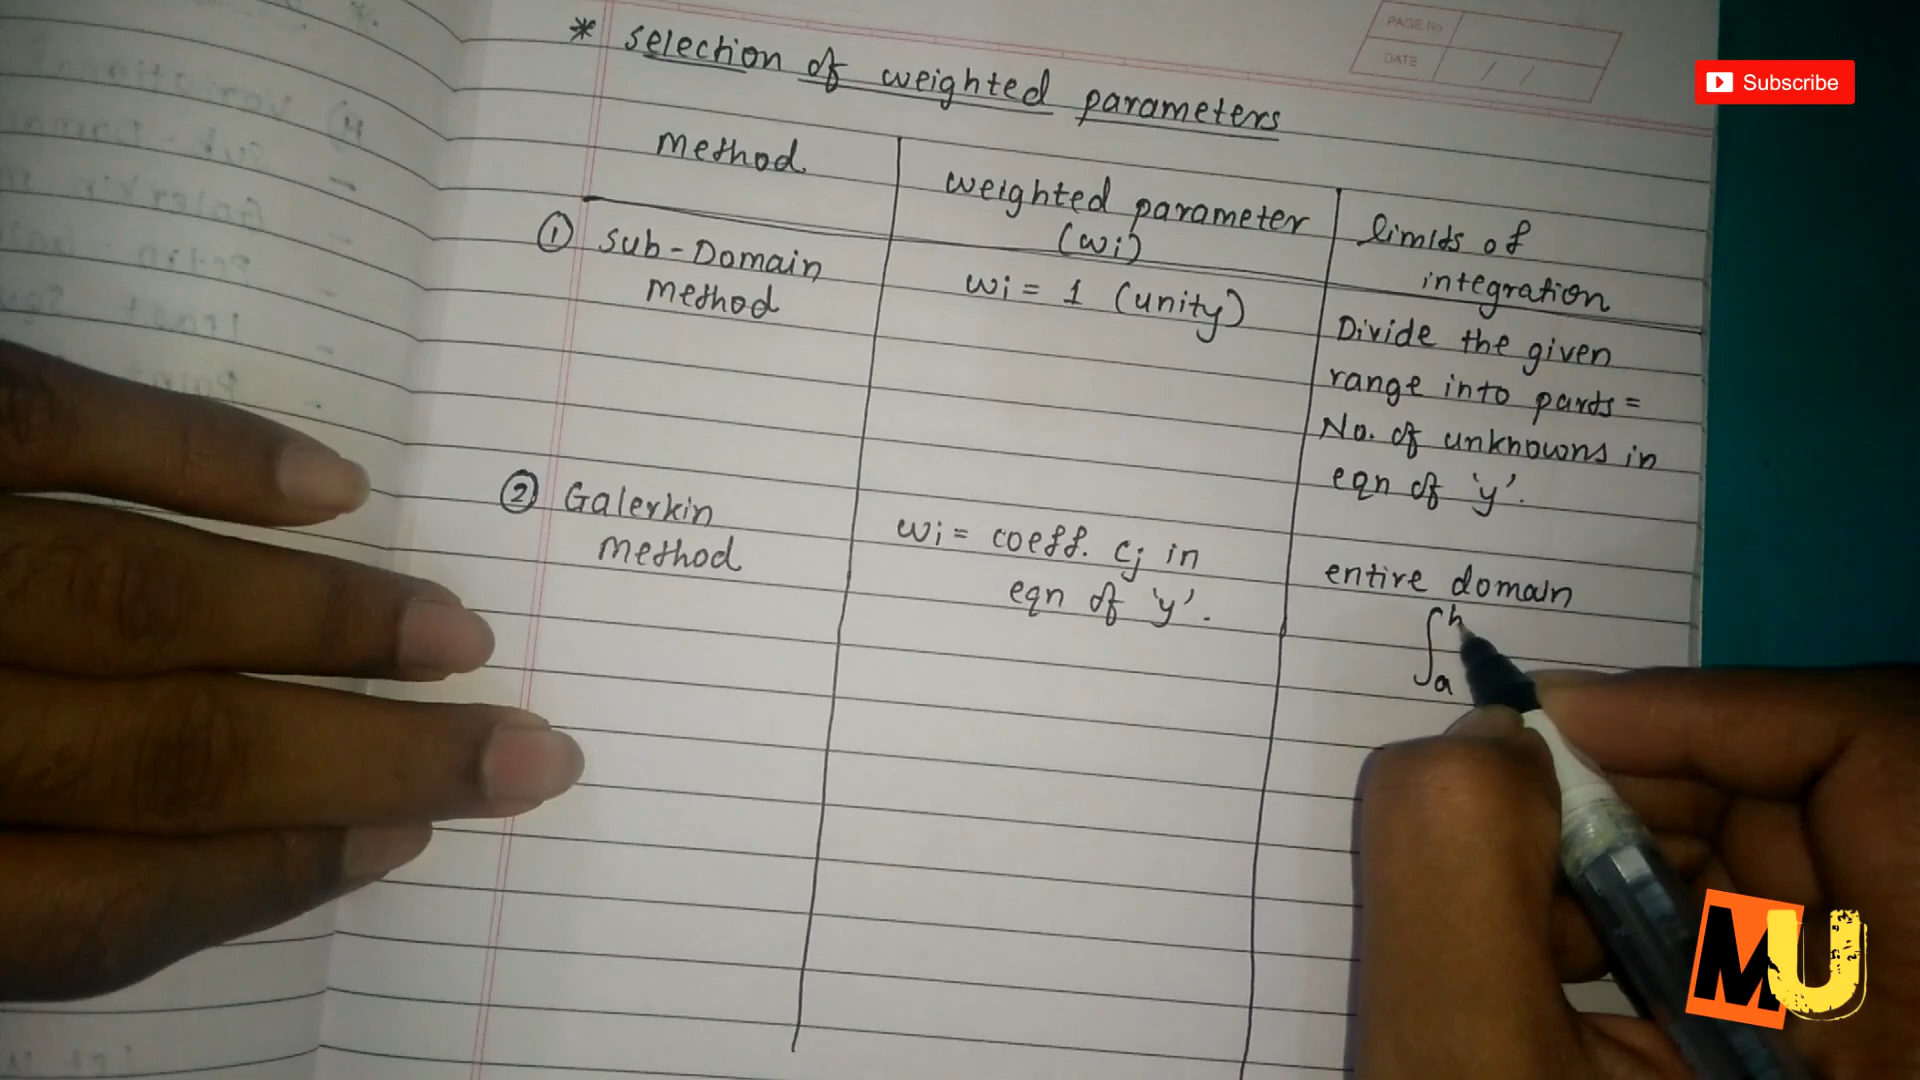 * selection of weighted parameters
PAGE No
DATE / /
Subscribe
method.
weighted parameter
(wi)
limits of
integration
① Sub-Domain
method
wi = 1 (unity)
Divide the given
range into parts =
No. of unknowns in
eqn of 'y'.
② Galerkin
method
wi = coeff. cj in
eqn of 'y'.
entire domain
∫ b
a
MU